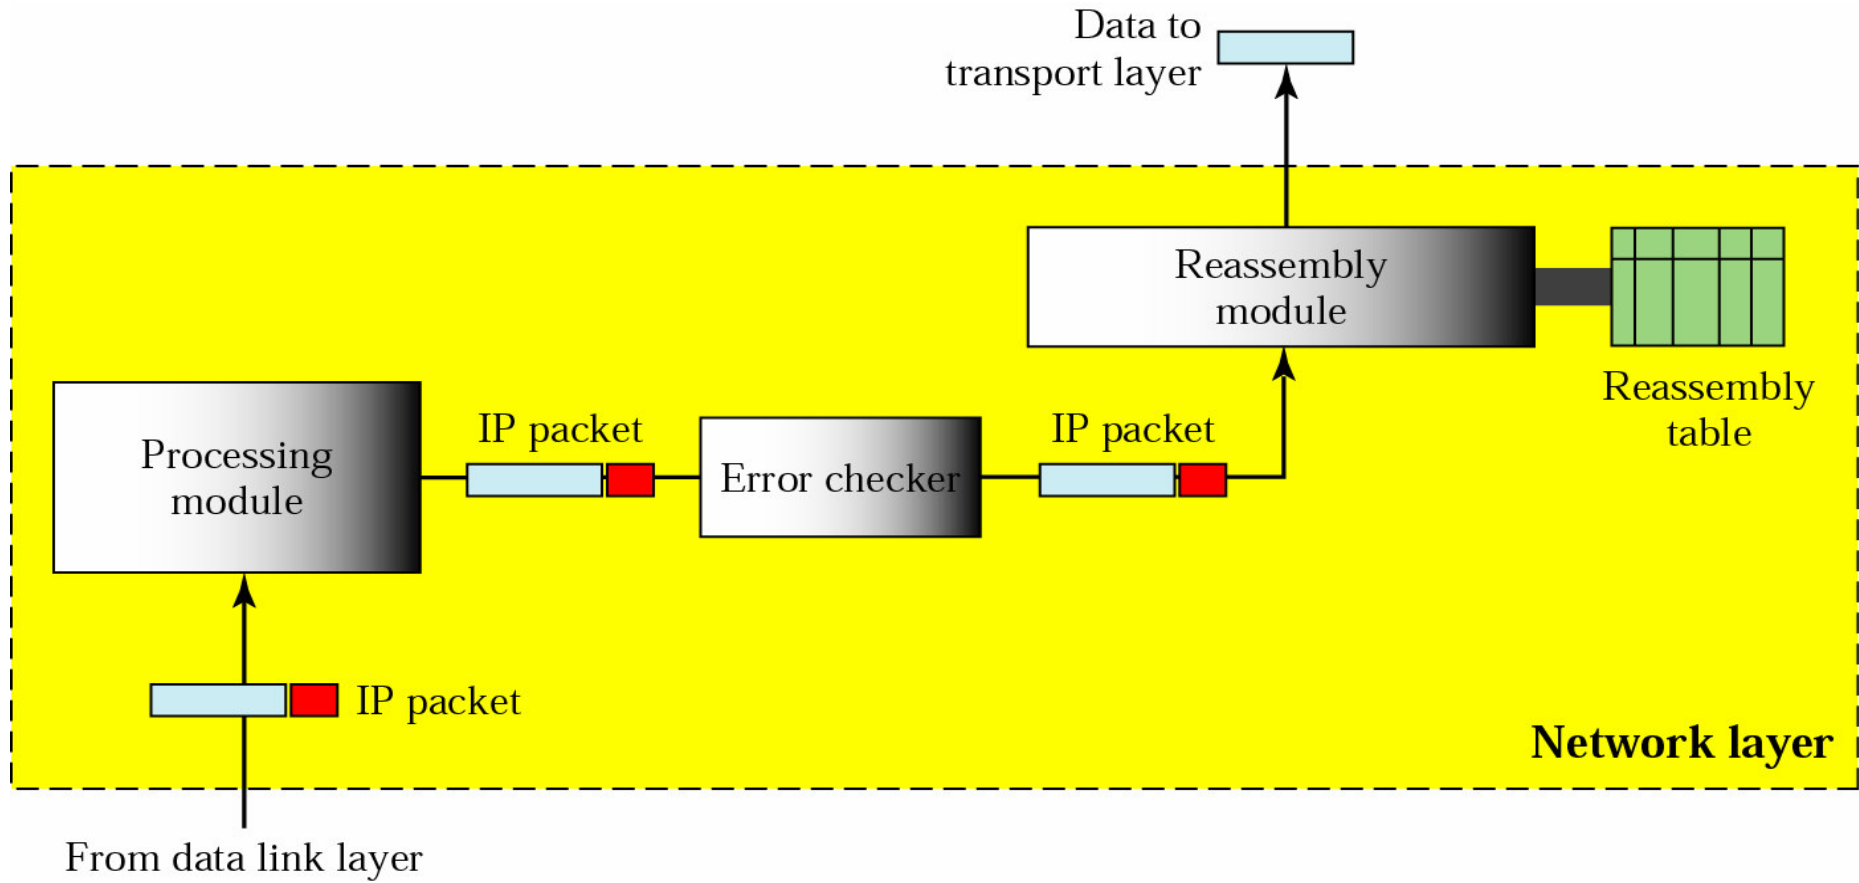 Data to
transport layer
Reassembly
module
Reassembly
table
IP packet
IP packet
Processing
module
Error checker
IP packet
Network layer
From data link layer